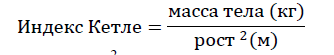 Индекс Кетле = масса тела (кг) / рост ² (м)